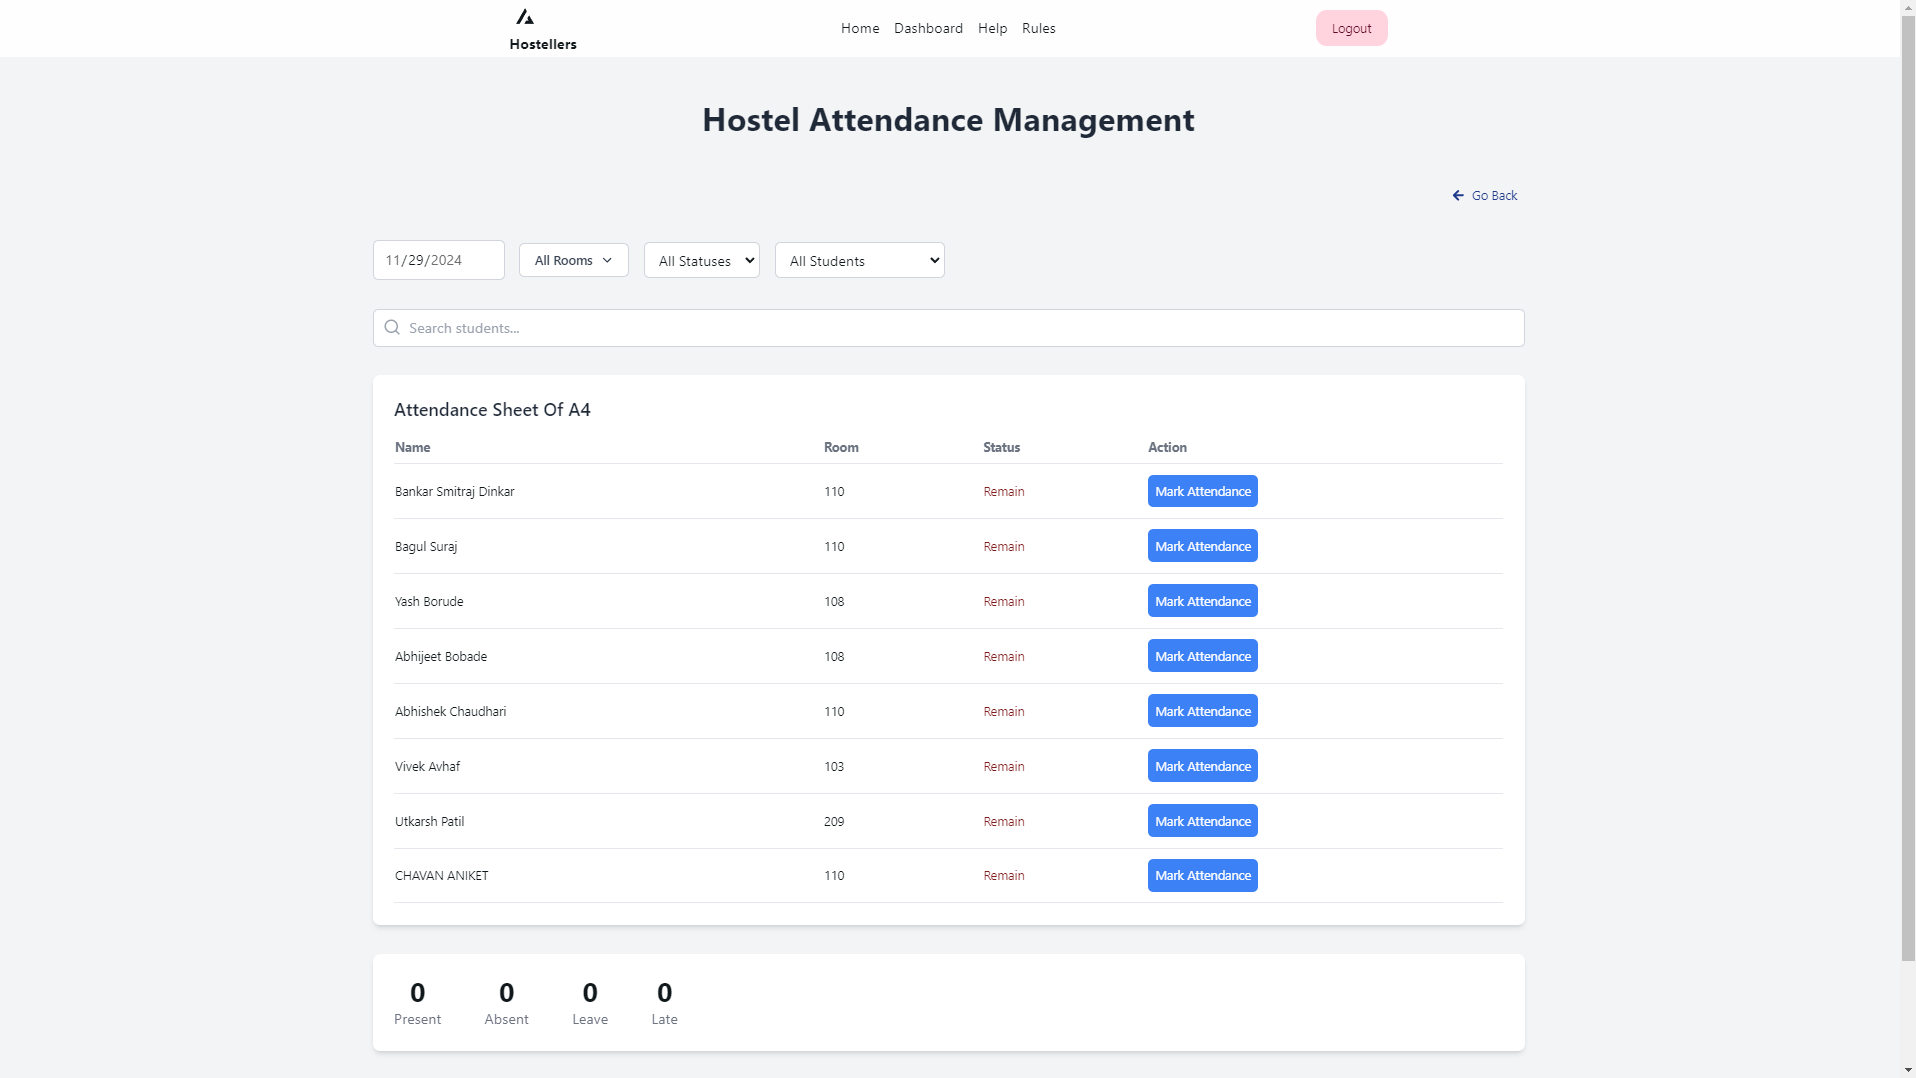 Hostellers
Home Dashboard Help Rules
Logout
Hostel Attendance Management
Go Back
11/29/2024 All Rooms All Statuses All Students
Search students...
Attendance Sheet Of A4
Name Room Status Action
Bankar Smitraj Dinkar 110 Remain Mark Attendance
Bagul Suraj 110 Remain Mark Attendance
Yash Borude 108 Remain Mark Attendance
Abhijeet Bobade 108 Remain Mark Attendance
Abhishek Chaudhari 110 Remain Mark Attendance
Vivek Avhaf 103 Remain Mark Attendance
Utkarsh Patil 209 Remain Mark Attendance
CHAVAN ANIKET 110 Remain Mark Attendance
0 0 0 0
Present Absent Leave Late